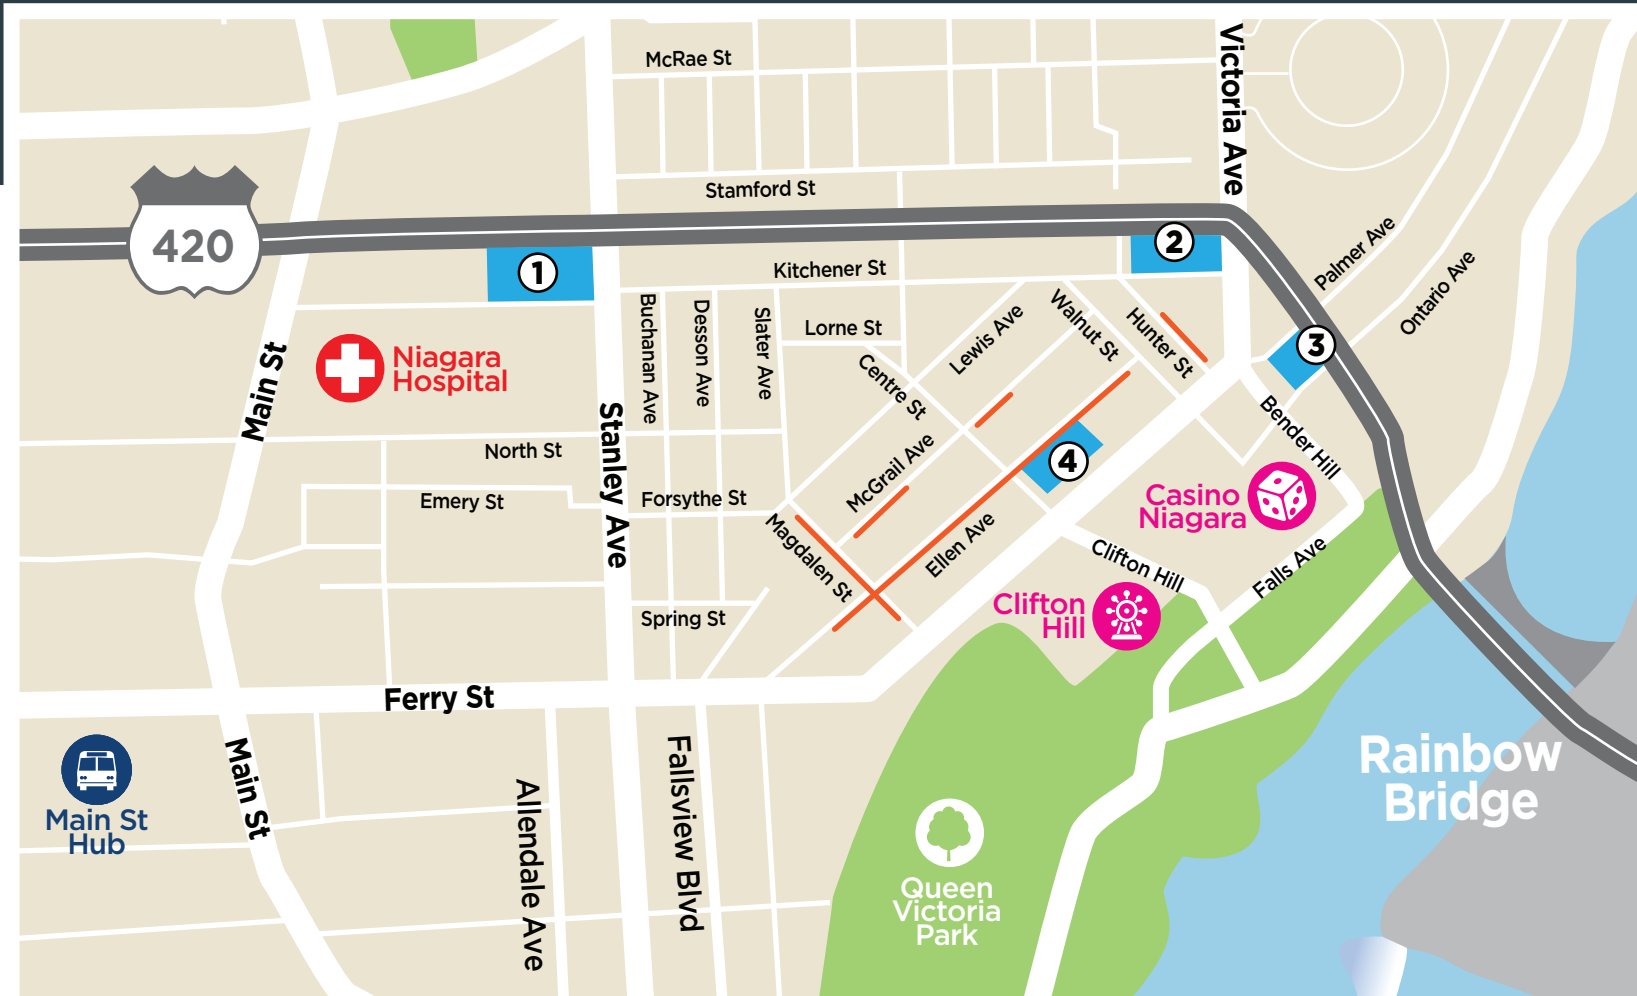 McRae St
Victoria Ave
Stamford St
420
1
2
Kitchener St
Palmer Ave
Ontario Ave
Buchanan Ave
Desson Ave
Slater Ave
Lorne St
Lewis Ave
Walnut St
Hunter St
3
Niagara
Hospital
Main St
Centre St
Stanley Ave
North St
McGrail Ave
4
Bender Hill
Emery St
Forsythe St
Casino
Niagara
Magdalen St
Ellen Ave
Clifton Hill
Falls Ave
Clifton
Hill
Spring St
Ferry St
Main St
Fallsview Blvd
Allendale Ave
Main St
Hub
Rainbow
Bridge
Queen
Victoria
Park